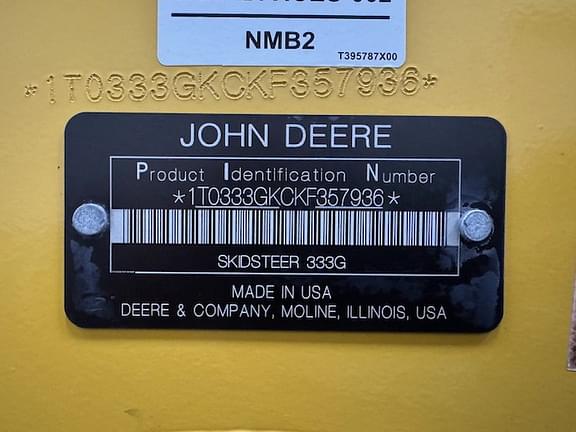 NMB2
T395787X00
*1T0333GKCKF357936*
JOHN DEERE
Product Identification Number
*1T0333GKCKF357936*
SKIDSTEER 333G
MADE IN USA
DEERE & COMPANY, MOLINE, ILLINOIS, USA